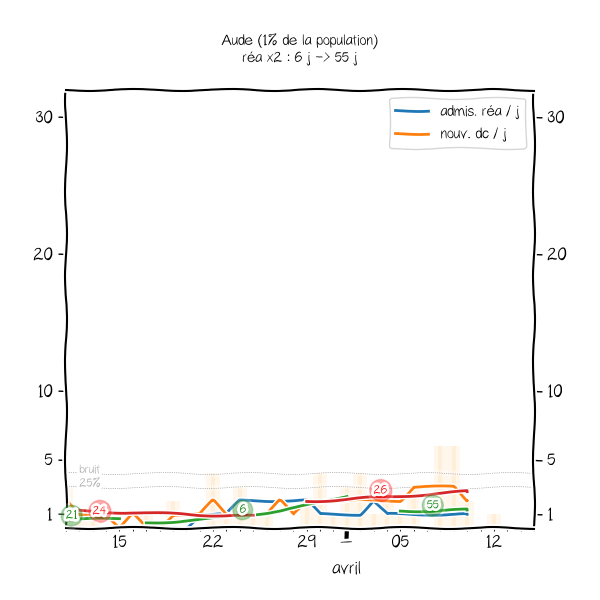 Aude (1% de la population)
réa x2 : 6 j -> 55 j
admis. réa / j
nouv. dc / j
30 30
20 20
10 10
5 5
bruit
25%
1 21 24 6 26 55 1
15 22 29 1 05 12
avril